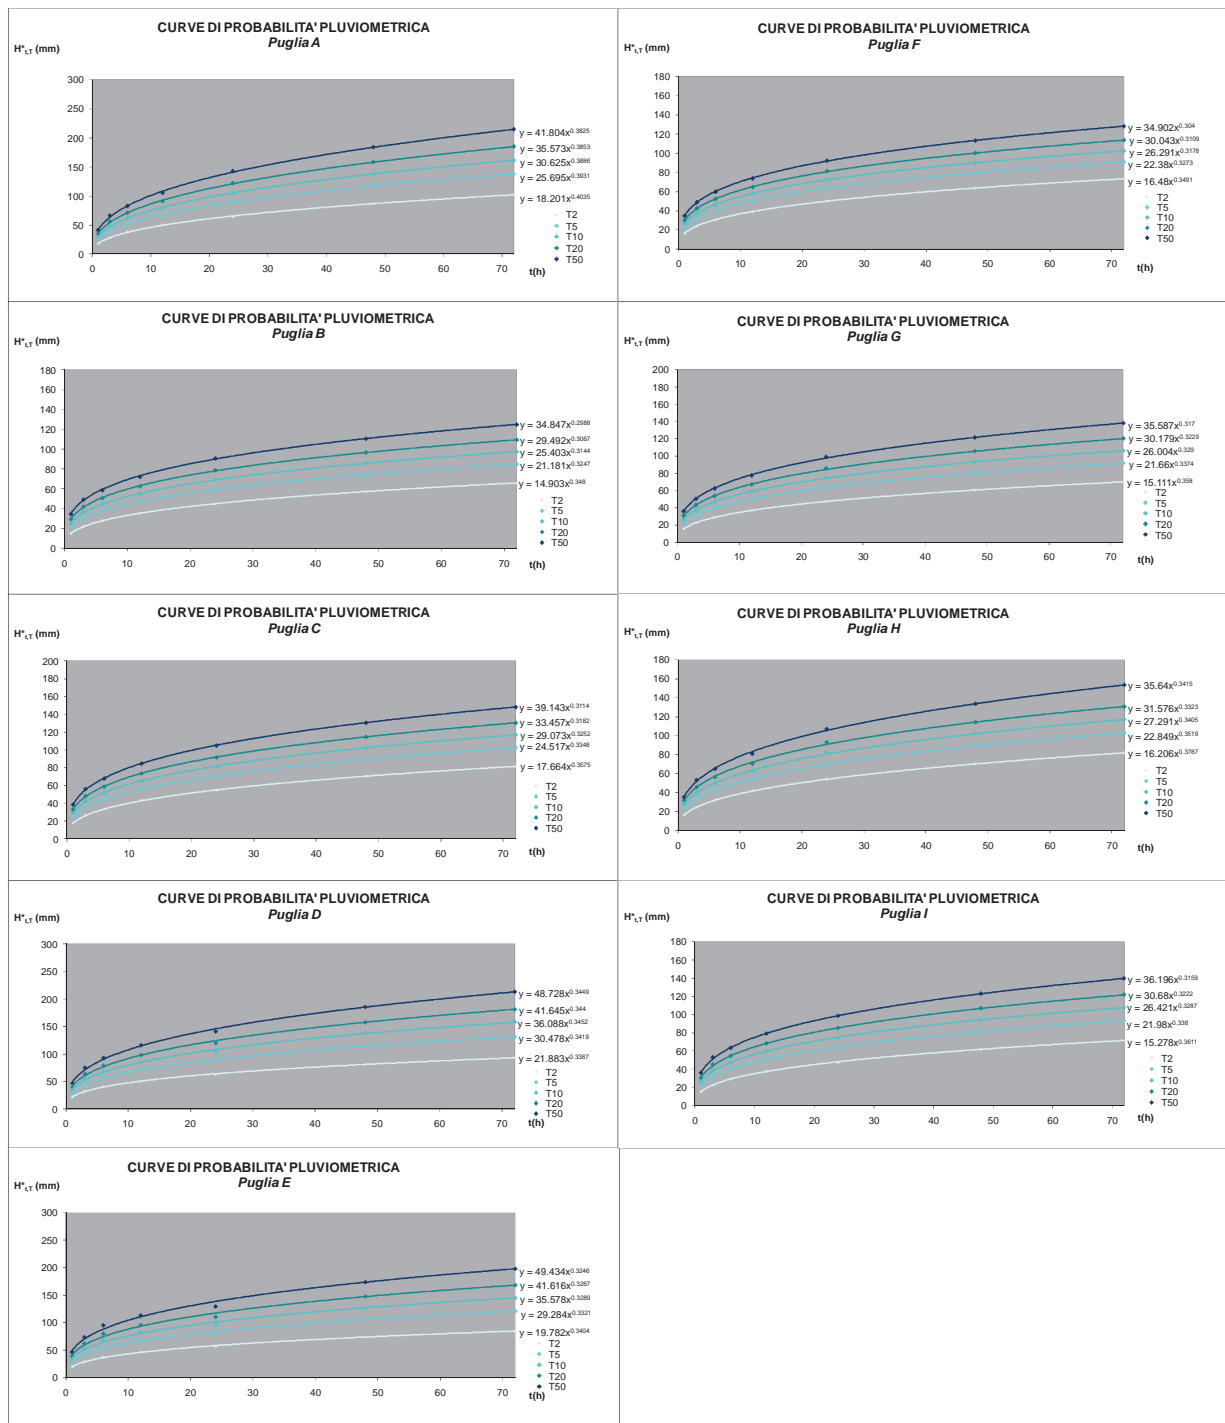 CURVE DI PROBABILITA' PLUVIOMETRICA
Puglia A
H*t,T (mm)
300
250
200
150
100
50
0
0 10 20 30 40 50 60 70
t(h)
y = 41.804x^0.3825
y = 35.573x^0.3853
y = 30.625x^0.3886
y = 25.695x^0.3931
y = 18.201x^0.4035
T2
T5
T10
T20
T50
CURVE DI PROBABILITA' PLUVIOMETRICA
Puglia F
H*t,T (mm)
180
160
140
120
100
80
60
40
20
0
0 10 20 30 40 50 60 70
t(h)
y = 34.902x^0.304
y = 30.043x^0.3109
y = 26.291x^0.3178
y = 22.38x^0.3273
y = 16.48x^0.3491
T2
T5
T10
T20
T50
CURVE DI PROBABILITA' PLUVIOMETRICA
Puglia B
H*t,T (mm)
180
160
140
120
100
80
60
40
20
0
0 10 20 30 40 50 60 70
t(h)
y = 34.847x^0.2988
y = 29.492x^0.3067
y = 25.403x^0.3144
y = 21.181x^0.3247
y = 14.903x^0.348
T2
T5
T10
T20
T50
CURVE DI PROBABILITA' PLUVIOMETRICA
Puglia G
H*t,T (mm)
200
180
160
140
120
100
80
60
40
20
0
0 10 20 30 40 50 60 70
t(h)
y = 35.587x^0.317
y = 30.179x^0.3229
y = 26.004x^0.329
y = 21.66x^0.3374
y = 15.111x^0.358
T2
T5
T10
T20
T50
CURVE DI PROBABILITA' PLUVIOMETRICA
Puglia C
H*t,T (mm)
200
180
160
140
120
100
80
60
40
20
0
0 10 20 30 40 50 60 70
t(h)
y = 39.143x^0.3114
y = 33.457x^0.3182
y = 29.073x^0.3252
y = 24.517x^0.3348
y = 17.664x^0.3575
T2
T5
T10
T20
T50
CURVE DI PROBABILITA' PLUVIOMETRICA
Puglia H
H*t,T (mm)
180
160
140
120
100
80
60
40
20
0
0 10 20 30 40 50 60 70
t(h)
y = 35.64x^0.3415
y = 31.576x^0.3323
y = 27.291x^0.3405
y = 22.849x^0.3519
y = 16.206x^0.3787
T2
T5
T10
T20
T50
CURVE DI PROBABILITA' PLUVIOMETRICA
Puglia D
H*t,T (mm)
300
250
200
150
100
50
0
0 10 20 30 40 50 60 70
t(h)
y = 48.728x^0.3449
y = 41.645x^0.344
y = 36.088x^0.3452
y = 30.478x^0.3419
y = 21.883x^0.3387
T2
T5
T10
T20
T50
CURVE DI PROBABILITA' PLUVIOMETRICA
Puglia I
H*t,T (mm)
180
160
140
120
100
80
60
40
20
0
0 10 20 30 40 50 60 70
t(h)
y = 36.196x^0.3159
y = 30.68x^0.3222
y = 26.421x^0.3287
y = 21.98x^0.338
y = 15.278x^0.3611
T2
T5
T10
T20
T50
CURVE DI PROBABILITA' PLUVIOMETRICA
Puglia E
H*t,T (mm)
300
250
200
150
100
50
0
0 10 20 30 40 50 60 70
t(h)
y = 49.434x^0.3246
y = 41.616x^0.3267
y = 35.578x^0.3289
y = 29.284x^0.3321
y = 19.782x^0.3404
T2
T5
T10
T20
T50